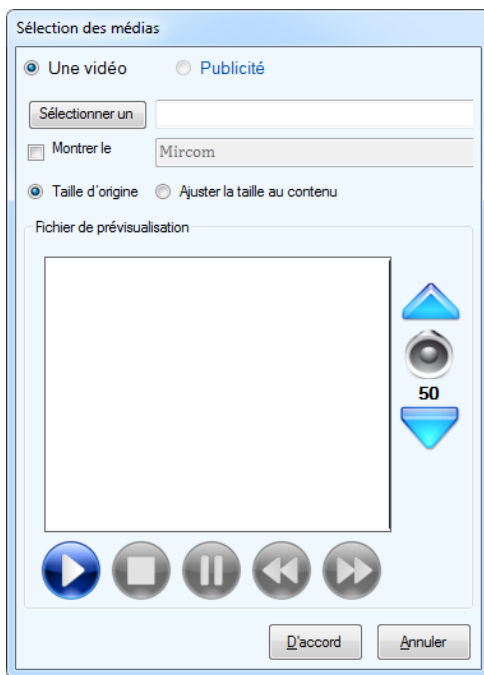 Sélection des médias
Une vidéo Publicité
Sélectionner un
Montrer le Mircom
Taille d'origine Ajuster la taille au contenu
Fichier de prévisualisation
50
D'accord Annuler